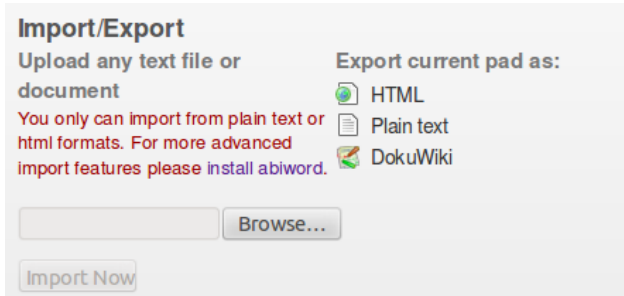 Import/Export
Upload any text file or
document
You only can import from plain text or
html formats. For more advanced
import features please install abiword.
Browse...
Import Now
Export current pad as:
HTML
Plain text
DokuWiki